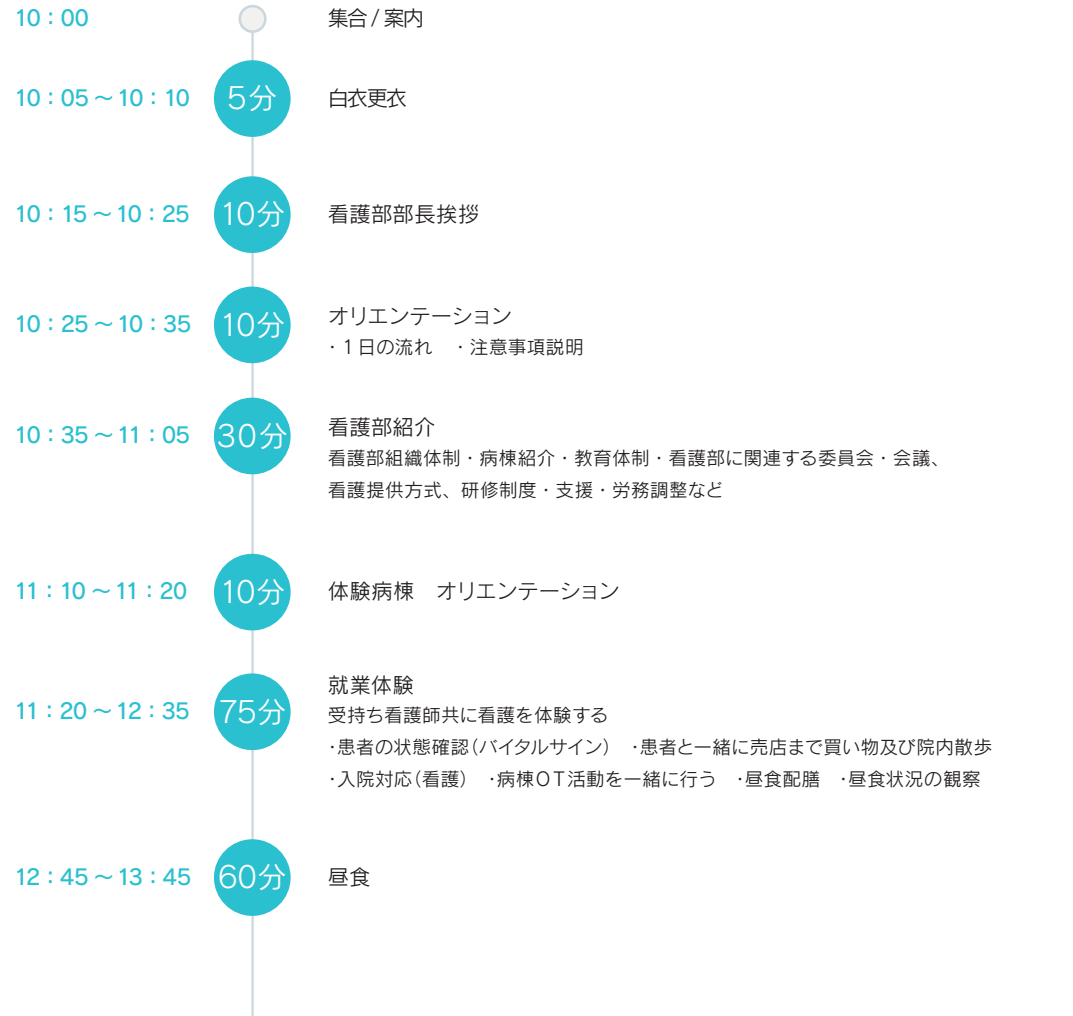 10：00 集合 / 案内
10：05～10：10 5分 白衣更衣
10：15～10：25 10分 看護部部長挨拶
10：25～10：35 10分 オリエンテーション
・1日の流れ　・注意事項説明
10：35～11：05 30分 看護部紹介
看護部組織体制・病棟紹介・教育体制・看護部に関連する委員会・会議、
看護提供方式、研修制度・支援・労務調整など
11：10～11：20 10分 体験病棟　オリエンテーション
11：20～12：35 75分 就業体験
受持ち看護師共に看護を体験する
・患者の状態確認（バイタルサイン）　・患者と一緒に売店まで買い物及び院内散歩
・入院対応（看護）　・病棟OT活動を一緒に行う　・昼食配膳　・昼食状況の観察
12：45～13：45 60分 昼食